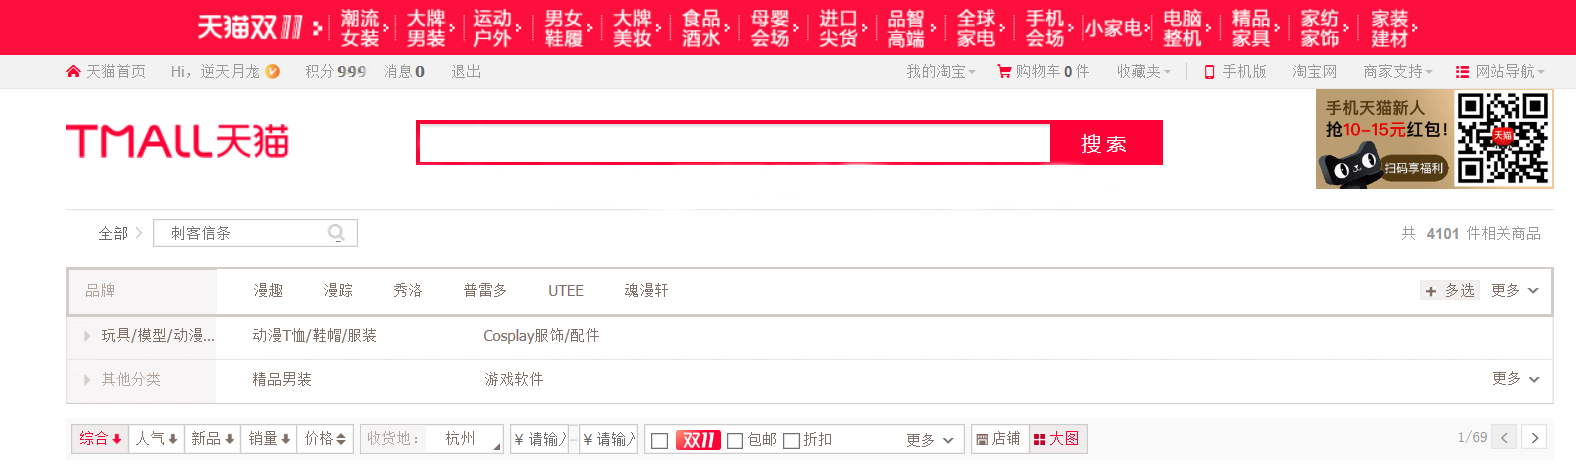 天猫双11 潮流女装 大牌男装 运动户外 男女鞋履 大牌美妆 食品酒水 母婴会场 进口尖货 品智高端 全球家电 手机会场 小家电 电脑整机 精品家具 家纺家饰 家装建材
天猫首页 Hi，逆天月龙 积分999 消息0 退出 我的淘宝 购物车0件 收藏夹 手机版 淘宝网 商家支持 网站导航
TMALL天猫 搜索
手机天猫新人
抢10-15元红包！
天猫
扫码享福利
全部 刺客信条 共 4101 件相关商品
品牌 漫趣 漫踪 秀洛 普雷多 UTEE 魂漫轩 + 多选 更多
玩具/模型/动漫... 动漫T恤/鞋帽/服装 Cosplay服饰/配件
其他分类 精品男装 游戏软件 更多
综合 人气 新品 销量 价格 收货地： 杭州 ¥ 请输入 - ¥ 请输入 双11 包邮 折扣 更多 店铺 大图 1/69 < >